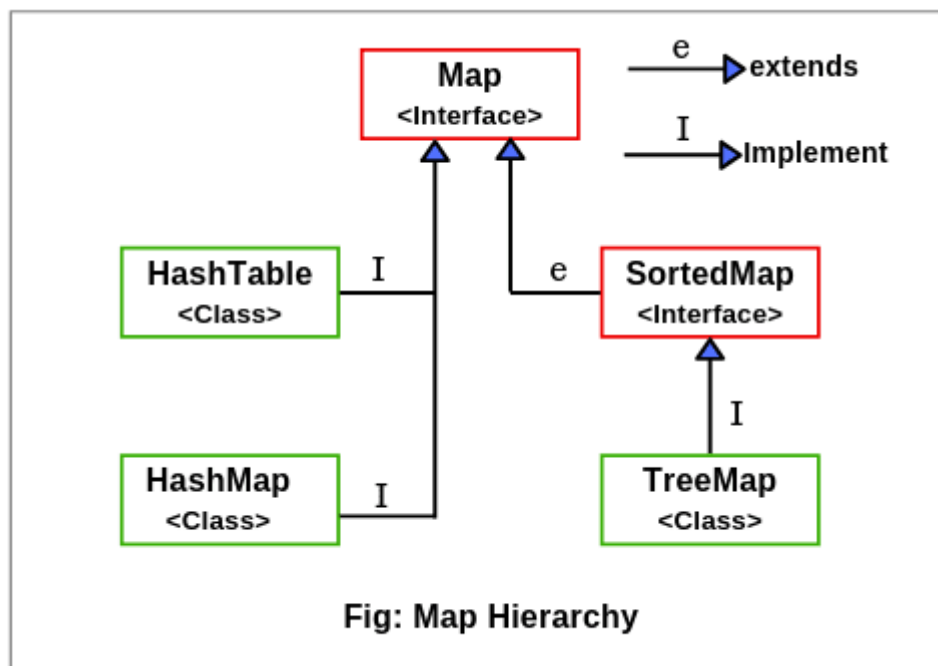 Map
<Interface>
e
extends
I
Implement
HashTable
<Class>
I
e
SortedMap
<Interface>
HashMap
<Class>
I
I
TreeMap
<Class>
Fig: Map Hierarchy